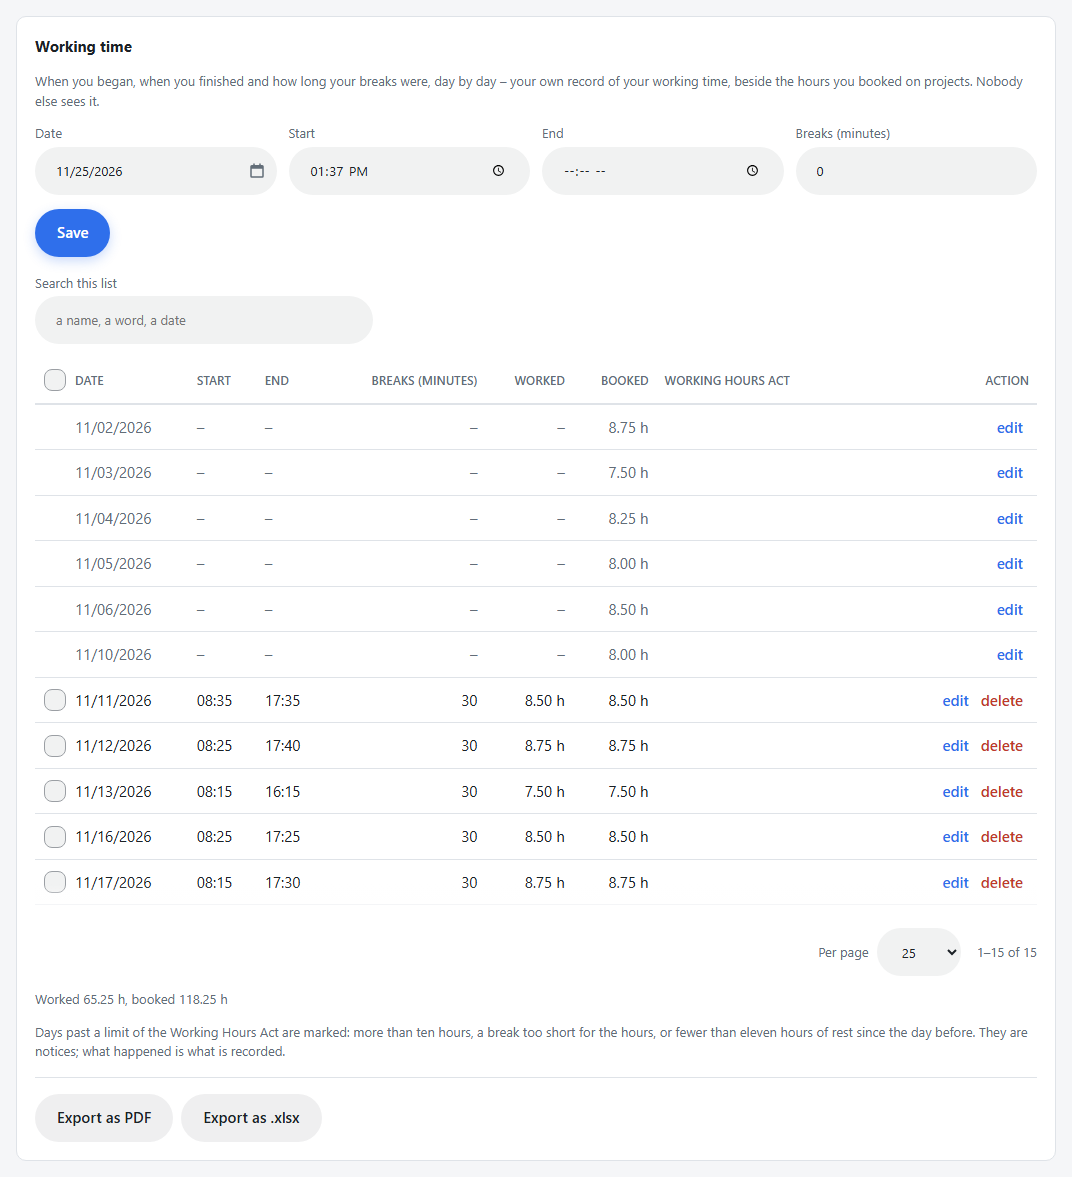 Working time
When you began, when you finished and how long your breaks were, day by day – your own record of your working time, beside the hours you booked on projects. Nobody
else sees it.
Date Start End Breaks (minutes)
11/25/2026 01:37 PM --:-- -- 0
Save
Search this list
a name, a word, a date
DATE START END BREAKS (MINUTES) WORKED BOOKED WORKING HOURS ACT ACTION
11/02/2026 – – – – 8.75 h edit
11/03/2026 – – – – 7.50 h edit
11/04/2026 – – – – 8.25 h edit
11/05/2026 – – – – 8.00 h edit
11/06/2026 – – – – 8.50 h edit
11/10/2026 – – – – 8.00 h edit
11/11/2026 08:35 17:35 30 8.50 h 8.50 h edit delete
11/12/2026 08:25 17:40 30 8.75 h 8.75 h edit delete
11/13/2026 08:15 16:15 30 7.50 h 7.50 h edit delete
11/16/2026 08:25 17:25 30 8.50 h 8.50 h edit delete
11/17/2026 08:15 17:30 30 8.75 h 8.75 h edit delete
Per page 25 1–15 of 15
Worked 65.25 h, booked 118.25 h
Days past a limit of the Working Hours Act are marked: more than ten hours, a break too short for the hours, or fewer than eleven hours of rest since the day before. They are
notices; what happened is what is recorded.
Export as PDF Export as .xlsx